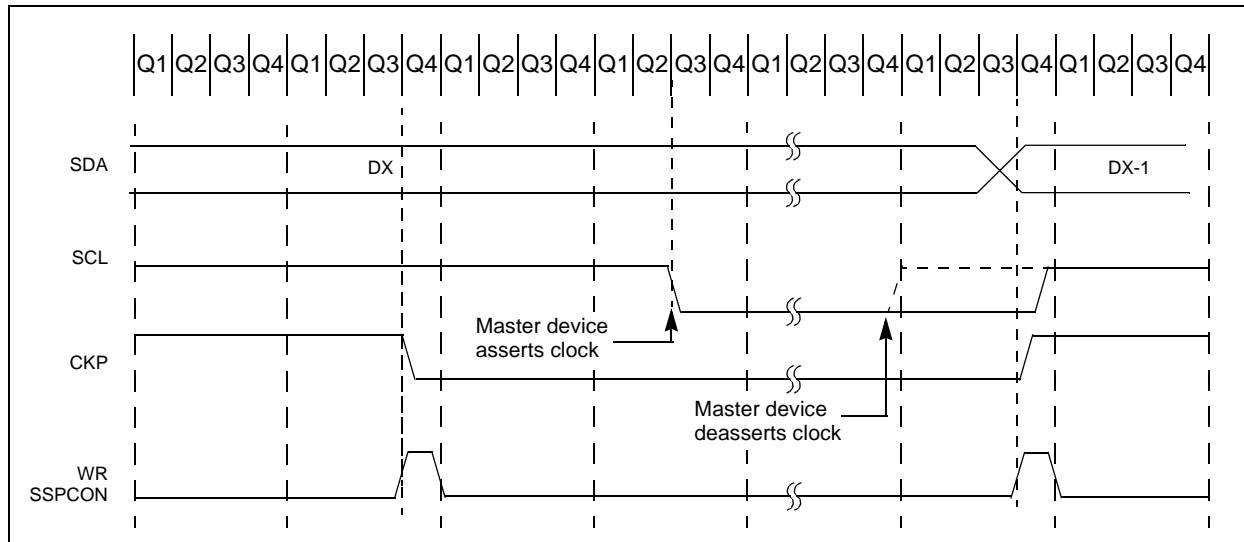 Q1 Q2 Q3 Q4 Q1 Q2 Q3 Q4 Q1 Q2 Q3 Q4 Q1 Q2 Q3 Q4 Q1 Q2 Q3 Q4 Q1 Q2 Q3 Q4 Q1 Q2 Q3 Q4
SDA DX DX-1
SCL
Master device
asserts clock
CKP
Master device
deasserts clock
WR
SSPCON